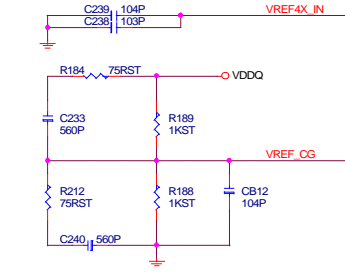 C239 104P VREF4X_IN
C238 103P
R184 75RST VDDQ
C233 R189
560P 1KST
VREF_CG
R212 R188 CB12
75RST 1KST 104P
C240 560P